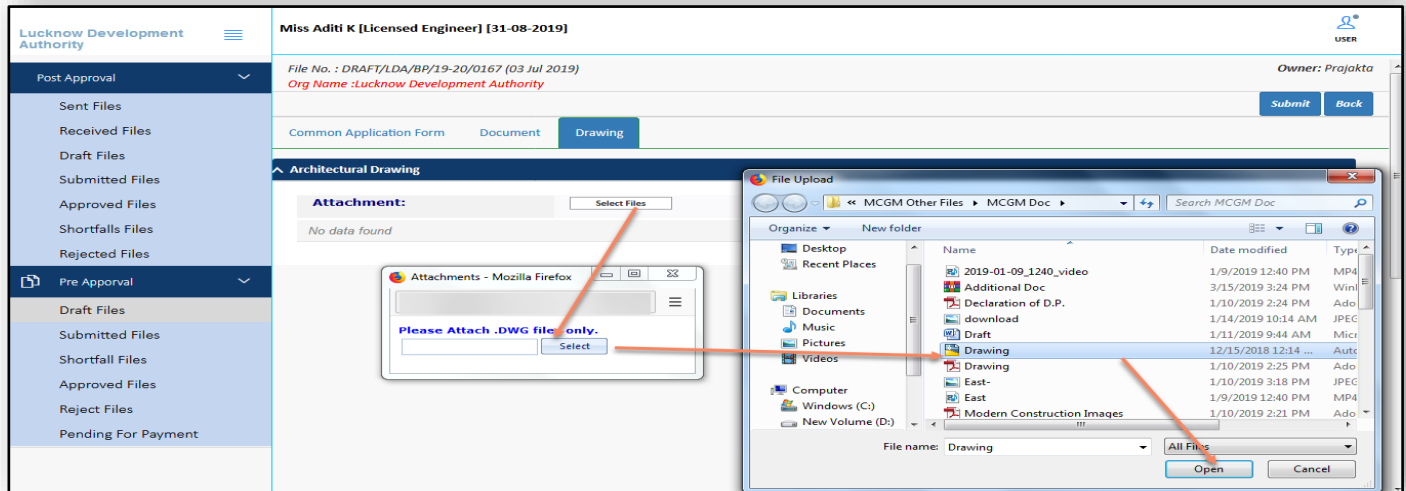 Lucknow Development
Authority
Post Approval
Sent Files
Received Files
Draft Files
Submitted Files
Approved Files
Shortfalls Files
Rejected Files
Pre Apporval
Draft Files
Submitted Files
Shortfall Files
Approved Files
Reject Files
Pending For Payment
Miss Aditi K [Licensed Engineer] [31-08-2019]
USER
File No. : DRAFT/LDA/BP/19-20/0167 (03 Jul 2019)
Owner: Prajakta
Org Name :Lucknow Development Authority
Submit Back
Common Application Form Document Drawing
Architectural Drawing
Attachment: Select Files
No data found
Attachments - Mozilla Firefox
Please Attach .DWG files only.
Select
File Upload
« MCGM Other Files MCGM Doc Search MCGM Doc
Organize New folder
Desktop
Recent Places
Libraries
Documents
Music
Pictures
Videos
Computer
Windows (C:)
New Volume (D:)
Name Date modified Type
2019-01-09_1240_video 1/9/2019 12:40 PM MP4
Additional Doc 3/15/2019 3:24 PM Winl
Declaration of D.P. 1/10/2019 2:24 PM Ado
download 1/14/2019 10:14 AM JPEG
Draft 1/11/2019 9:44 AM Micr
Drawing 12/15/2018 12:14 ... Auto
Drawing 1/10/2019 2:25 PM Ado
East- 1/10/2019 3:18 PM JPEG
East 1/9/2019 12:40 PM MP4
Modern Construction Images 1/10/2019 2:21 PM Ado
File name: Drawing All Files
Open Cancel